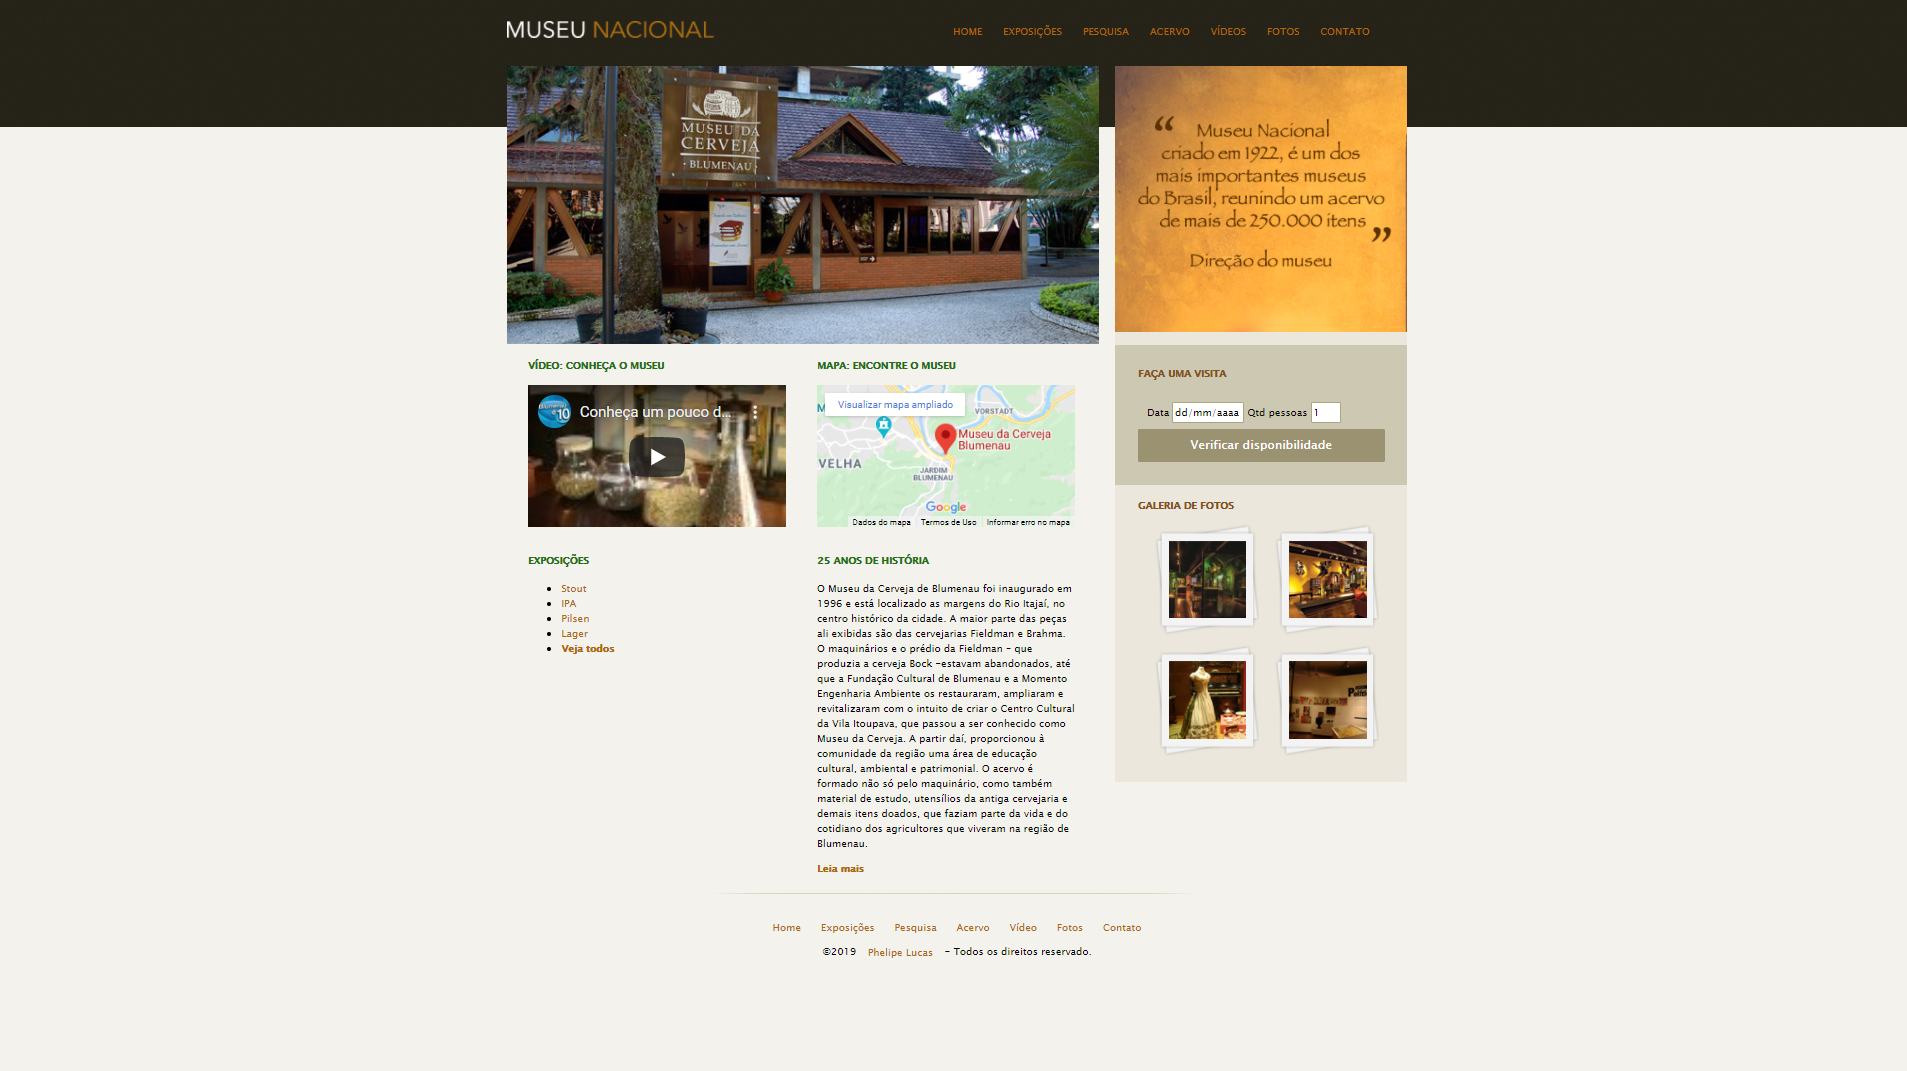 MUSEU NACIONAL
HOME EXPOSIÇÕES PESQUISA ACERVO VÍDEOS FOTOS CONTATO
MUSEU DA
CERVEJA
· BLUMENAU ·
“ Museu Nacional
criado em 1922, é um dos
mais importantes museus
do Brasil, reunindo um acervo
de mais de 250.000 itens ”
Direção do museu
VÍDEO: CONHEÇA O MUSEU
Conheça um pouco d...
MAPA: ENCONTRE O MUSEU
Visualizar mapa ampliado
VORSTADT
Museu da Cerveja
Blumenau
VELHA
JARDIM
BLUMENAU
Google
Dados do mapa Termos de Uso Informar erro no mapa
FAÇA UMA VISITA
Data dd/mm/aaaa Qtd pessoas 1
Verificar disponibilidade
GALERIA DE FOTOS
EXPOSIÇÕES
Stout
IPA
Pilsen
Lager
Veja todos
25 ANOS DE HISTÓRIA
O Museu da Cerveja de Blumenau foi inaugurado em
1996 e está localizado as margens do Rio Itajaí, no
centro histórico da cidade. A maior parte das peças
ali exibidas são das cervejarias Fieldman e Brahma.
O maquinários e o prédio da Fieldman - que
produzia a cerveja Bock -estavam abandonados, até
que a Fundação Cultural de Blumenau e a Momento
Engenharia Ambiente os restauraram, ampliaram e
revitalizaram com o intuito de criar o Centro Cultural
da Vila Itoupava, que passou a ser conhecido como
Museu da Cerveja. A partir daí, proporcionou à
comunidade da região uma área de educação
cultural, ambiental e patrimonial. O acervo é
formado não só pelo maquinário, como também
material de estudo, utensílios da antiga cervejaria e
demais itens doados, que faziam parte da vida e do
cotidiano dos agricultores que viveram na região de
Blumenau.
Leia mais
Home Exposições Pesquisa Acervo Vídeo Fotos Contato
©2019 Phelipe Lucas - Todos os direitos reservado.